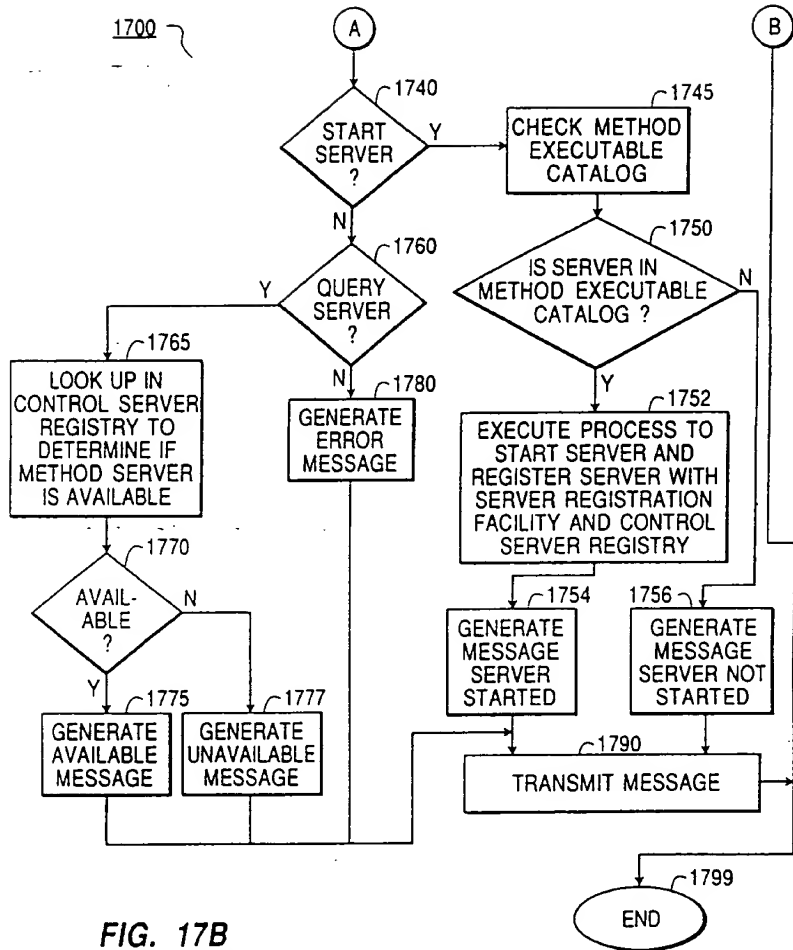 1700
A
B
1740
START
SERVER
?
Y
N
1745
CHECK METHOD
EXECUTABLE
CATALOG
1750
IS SERVER IN
METHOD EXECUTABLE
CATALOG ?
N
Y
1760
QUERY
SERVER
?
Y
N
1765
LOOK UP IN
CONTROL SERVER
REGISTRY TO
DETERMINE IF
METHOD SERVER
IS AVAILABLE
1780
GENERATE
ERROR
MESSAGE
1752
EXECUTE PROCESS TO
START SERVER AND
REGISTER SERVER WITH
SERVER REGISTRATION
FACILITY AND CONTROL
SERVER REGISTRY
1770
AVAIL-
ABLE
?
N
Y
1754
GENERATE
MESSAGE
SERVER
STARTED
1756
GENERATE
MESSAGE
SERVER NOT
STARTED
1775
GENERATE
AVAILABLE
MESSAGE
1777
GENERATE
UNAVAILABLE
MESSAGE
1790
TRANSMIT MESSAGE
1799
END
FIG. 17B